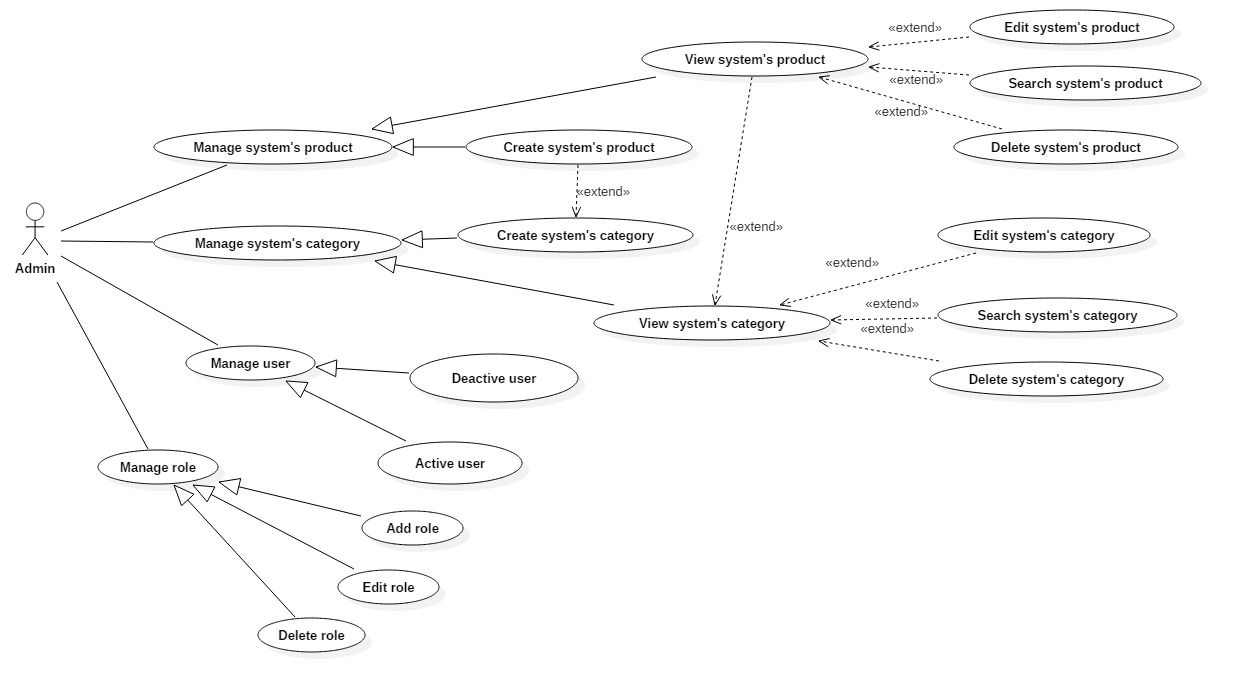 Edit system's product
«extend»
View system's product
Search system's product
«extend»
«extend»
Manage system's product
Create system's product
Delete system's product
«extend»
«extend»
Manage system's category
Create system's category
Edit system's category
«extend»
Admin
«extend»
View system's category
Search system's category
«extend»
Manage user
Deactive user
Delete system's category
Manage role
Active user
Add role
Edit role
Delete role